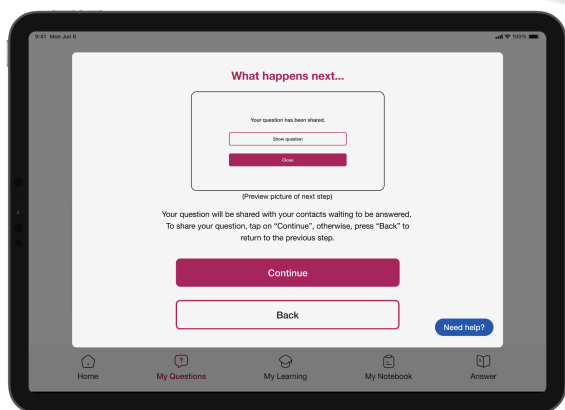 9:41 Mon Jun 6
100%
What happens next...
Your question has been shared.
Show question
Close
(Preview picture of next step)
Your question will be shared with your contacts waiting to be answered.
To share your question, tap on “Continue”, otherwise, press “Back” to
return to the previous step.
Continue
Back
Need help?
Home
My Questions
My Learning
My Notebook
Answer